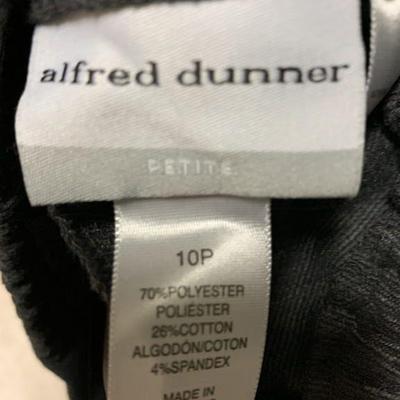 alfred dunner
PETITE
10P
70%POLYESTER
POLIÉSTER
26%COTTON
ALGODÓN/COTON
4%SPANDEX
MADE IN